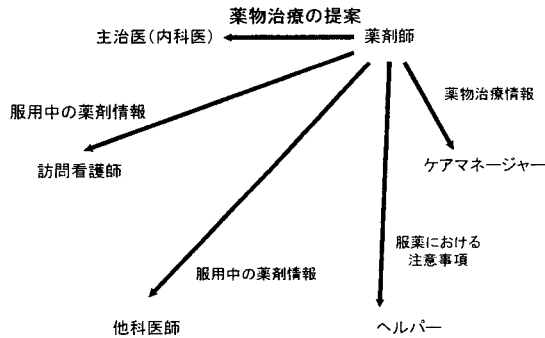 薬物治療の提案
主治医(内科医)
薬剤師
服用中の薬剤情報
薬物治療情報
訪問看護師
ケアマネージャー
服薬における
注意事項
服用中の薬剤情報
他科医師
ヘルパー